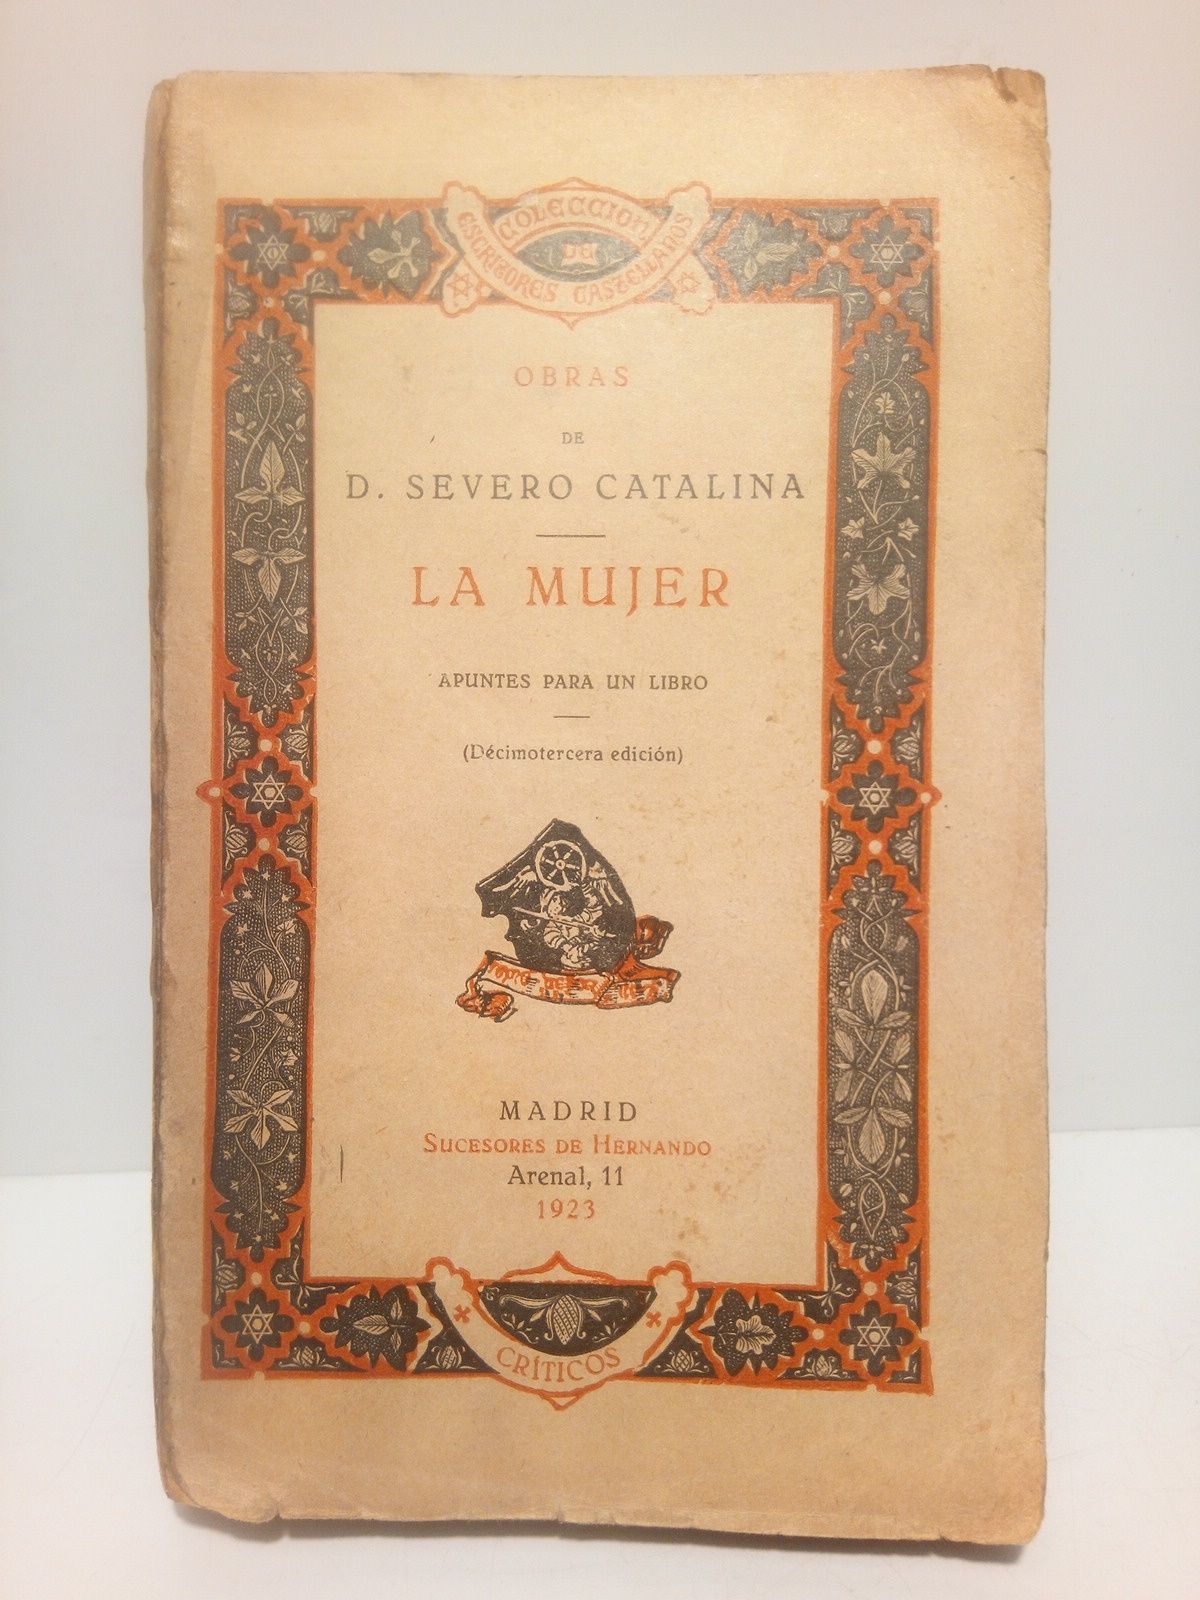 COLECCION
DE
ESCRITORES CASTELLANOS
OBRAS
DE
D. SEVERO CATALINA
LA MUJER
APUNTES PARA UN LIBRO
(Décimotercera edición)
MADRID
SUCESORES DE HERNANDO
Arenal, 11
1923
CRÍTICOS